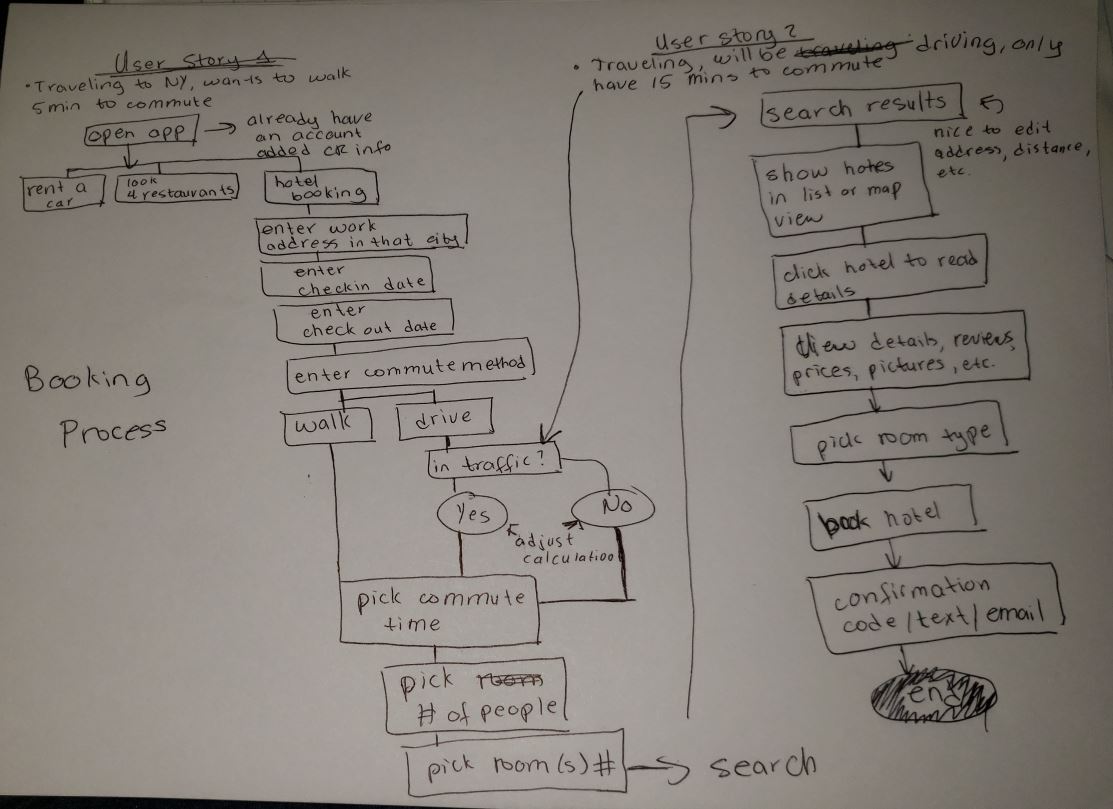 User Story 1
• Traveling to NY, wants to walk
5 min to commute
open app
already have
an account
added CR info
rent a
car
look
4 restaurants
hotel
booking
enter work
address in that city
enter
checkin date
enter
check out date
enter commute method
walk
drive
in traffic?
Yes
No
adjust
calculation
pick commute
time
pick room
# of people
pick room(s) #
search
Booking
Process
User story 2
• Traveling, will be traveling driving, only
have 15 mins to commute
search results
nice to edit
address, distance,
etc.
show hotes
in list or map
view
click hotel to read
details
View details, reviews,
prices, pictures, etc.
pick room type
book hotel
confirmation
code/text/email
end